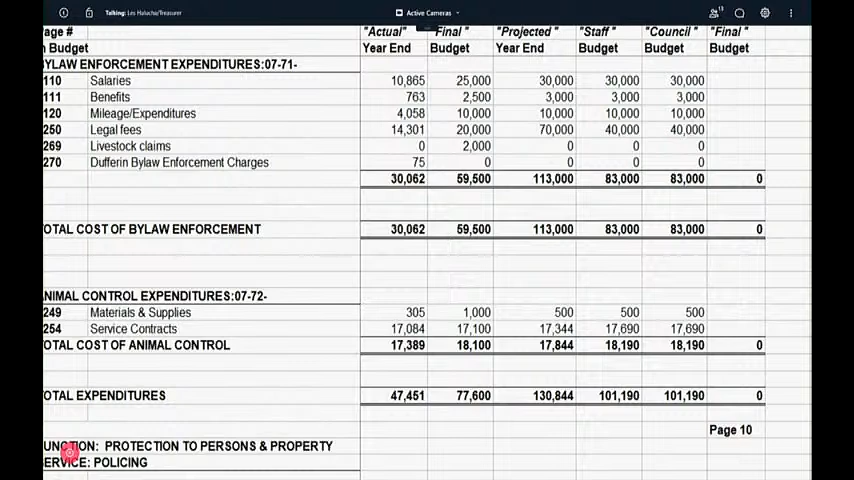 Talking: Les Halucha/Treasurer
Active Cameras
13
age # "Actual" "Final" "Projected" "Staff" "Council" "Final"
n Budget Year End Budget Year End Budget Budget Budget
BYLAW ENFORCEMENT EXPENDITURES:07-71-
110 Salaries 10,865 25,000 30,000 30,000 30,000
111 Benefits 763 2,500 3,000 3,000 3,000
120 Mileage/Expenditures 4,058 10,000 10,000 10,000 10,000
250 Legal fees 14,301 20,000 70,000 40,000 40,000
269 Livestock claims 0 2,000 0 0 0
270 Dufferin Bylaw Enforcement Charges 75 0 0 0 0
30,062 59,500 113,000 83,000 83,000 0
OTAL COST OF BYLAW ENFORCEMENT 30,062 59,500 113,000 83,000 83,000 0
ANIMAL CONTROL EXPENDITURES:07-72-
249 Materials & Supplies 305 1,000 500 500 500
254 Service Contracts 17,084 17,100 17,344 17,690 17,690
OTAL COST OF ANIMAL CONTROL 17,389 18,100 17,844 18,190 18,190 0
OTAL EXPENDITURES 47,451 77,600 130,844 101,190 101,190 0
Page 10
UNCTION: PROTECTION TO PERSONS & PROPERTY
ERVICE: POLICING